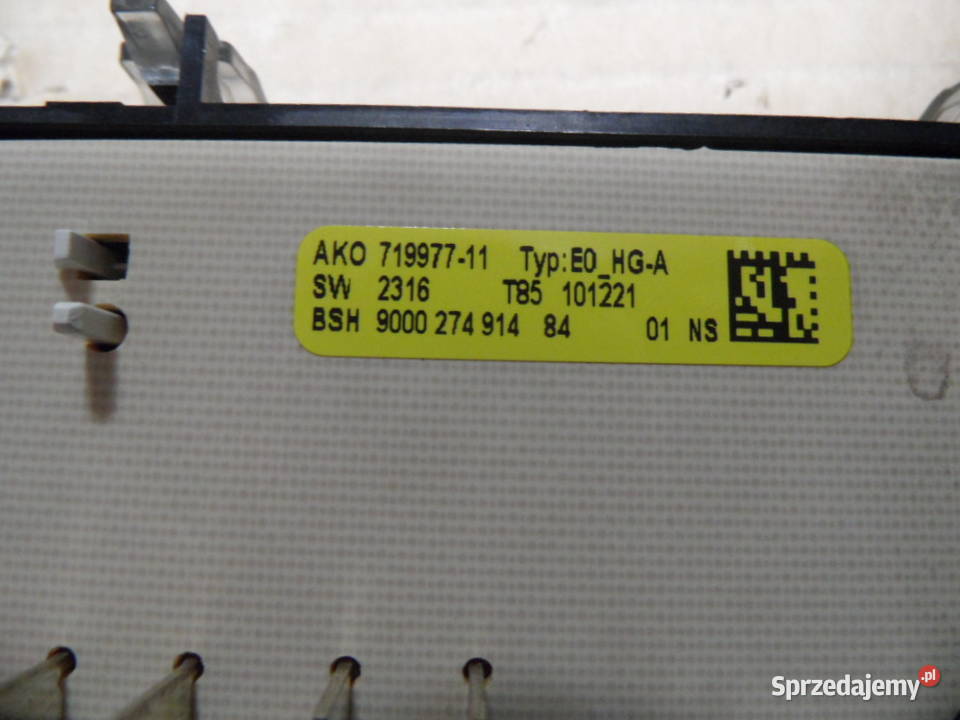 AKO 719977-11 Typ:E0_HG-A
SW 2316 T85 101221
BSH 9000 274 914 84 01 NS
Sprzedajemy.pl